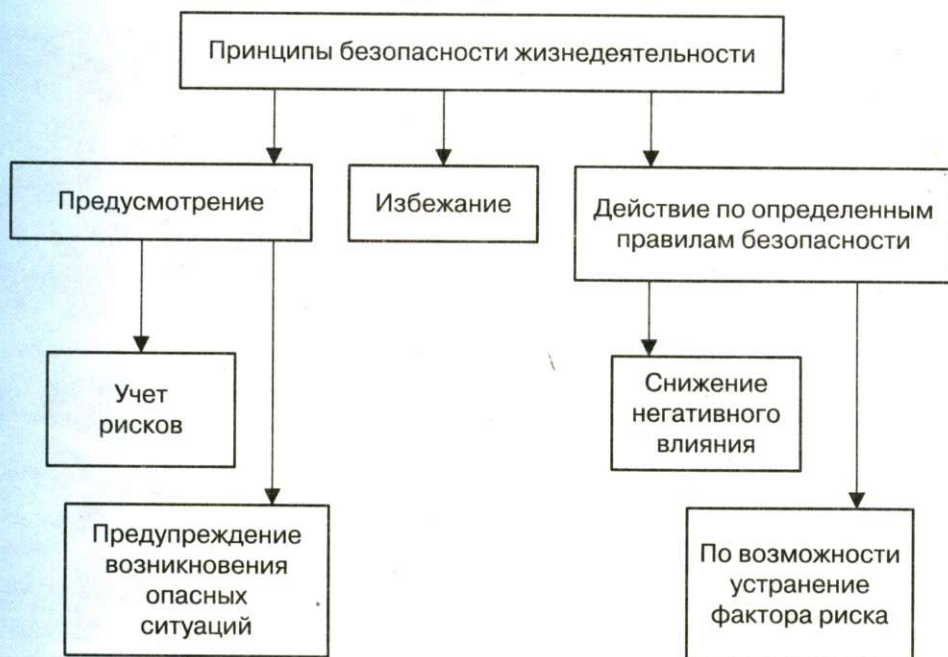 Принципы безопасности жизнедеятельности
Предусмотрение
Избежание
Действие по определенным
правилам безопасности
Учет
рисков
Снижение
негативного
влияния
Предупреждение
возникновения
опасных
ситуаций
По возможности
устранение
фактора риска